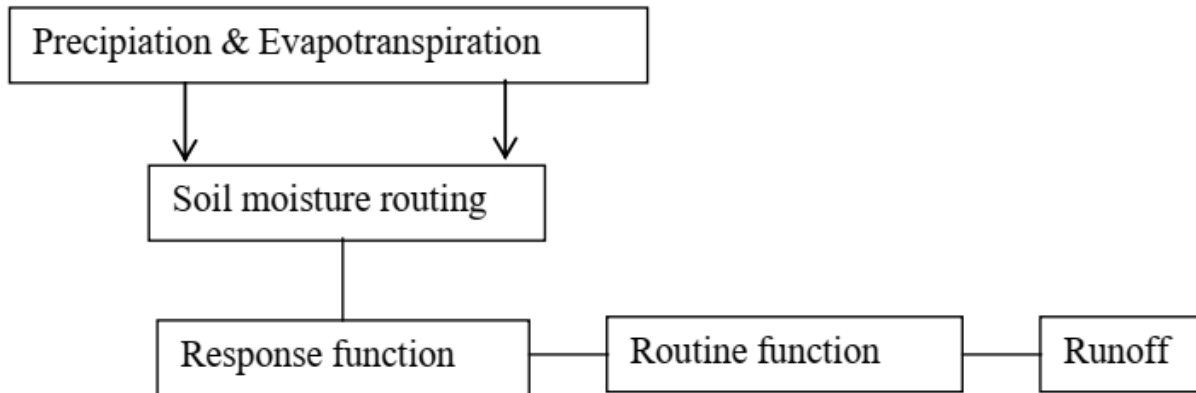 Precipiation & Evapotranspiration
Soil moisture routing
Response function
Routine function
Runoff